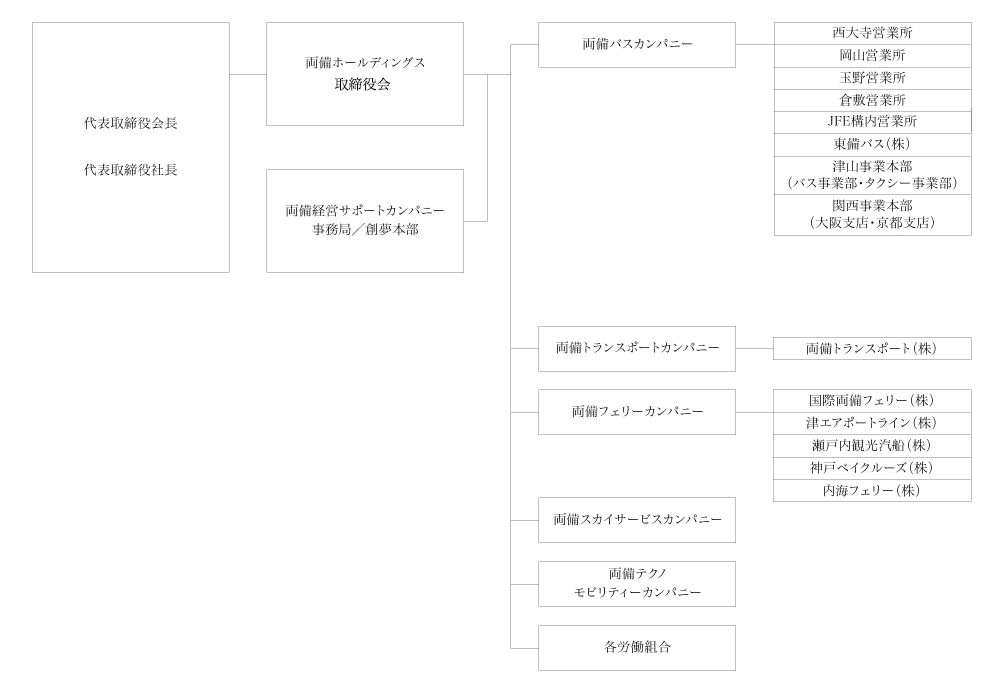 代表取締役会長
代表取締役社長
両備ホールディングス
取締役会
両備経営サポートカンパニー
事務局／創夢本部
両備バスカンパニー
西大寺営業所
岡山営業所
玉野営業所
倉敷営業所
JFE構内営業所
東備バス（株）
津山事業本部
（バス事業部・タクシー事業部）
関西事業本部
（大阪支店・京都支店）
両備トランスポートカンパニー
両備トランスポート（株）
両備フェリーカンパニー
国際両備フェリー（株）
津エアポートライン（株）
瀬戸内観光汽船（株）
神戸ベイクルーズ（株）
内海フェリー（株）
両備スカイサービスカンパニー
両備テクノ
モビリティーカンパニー
各労働組合